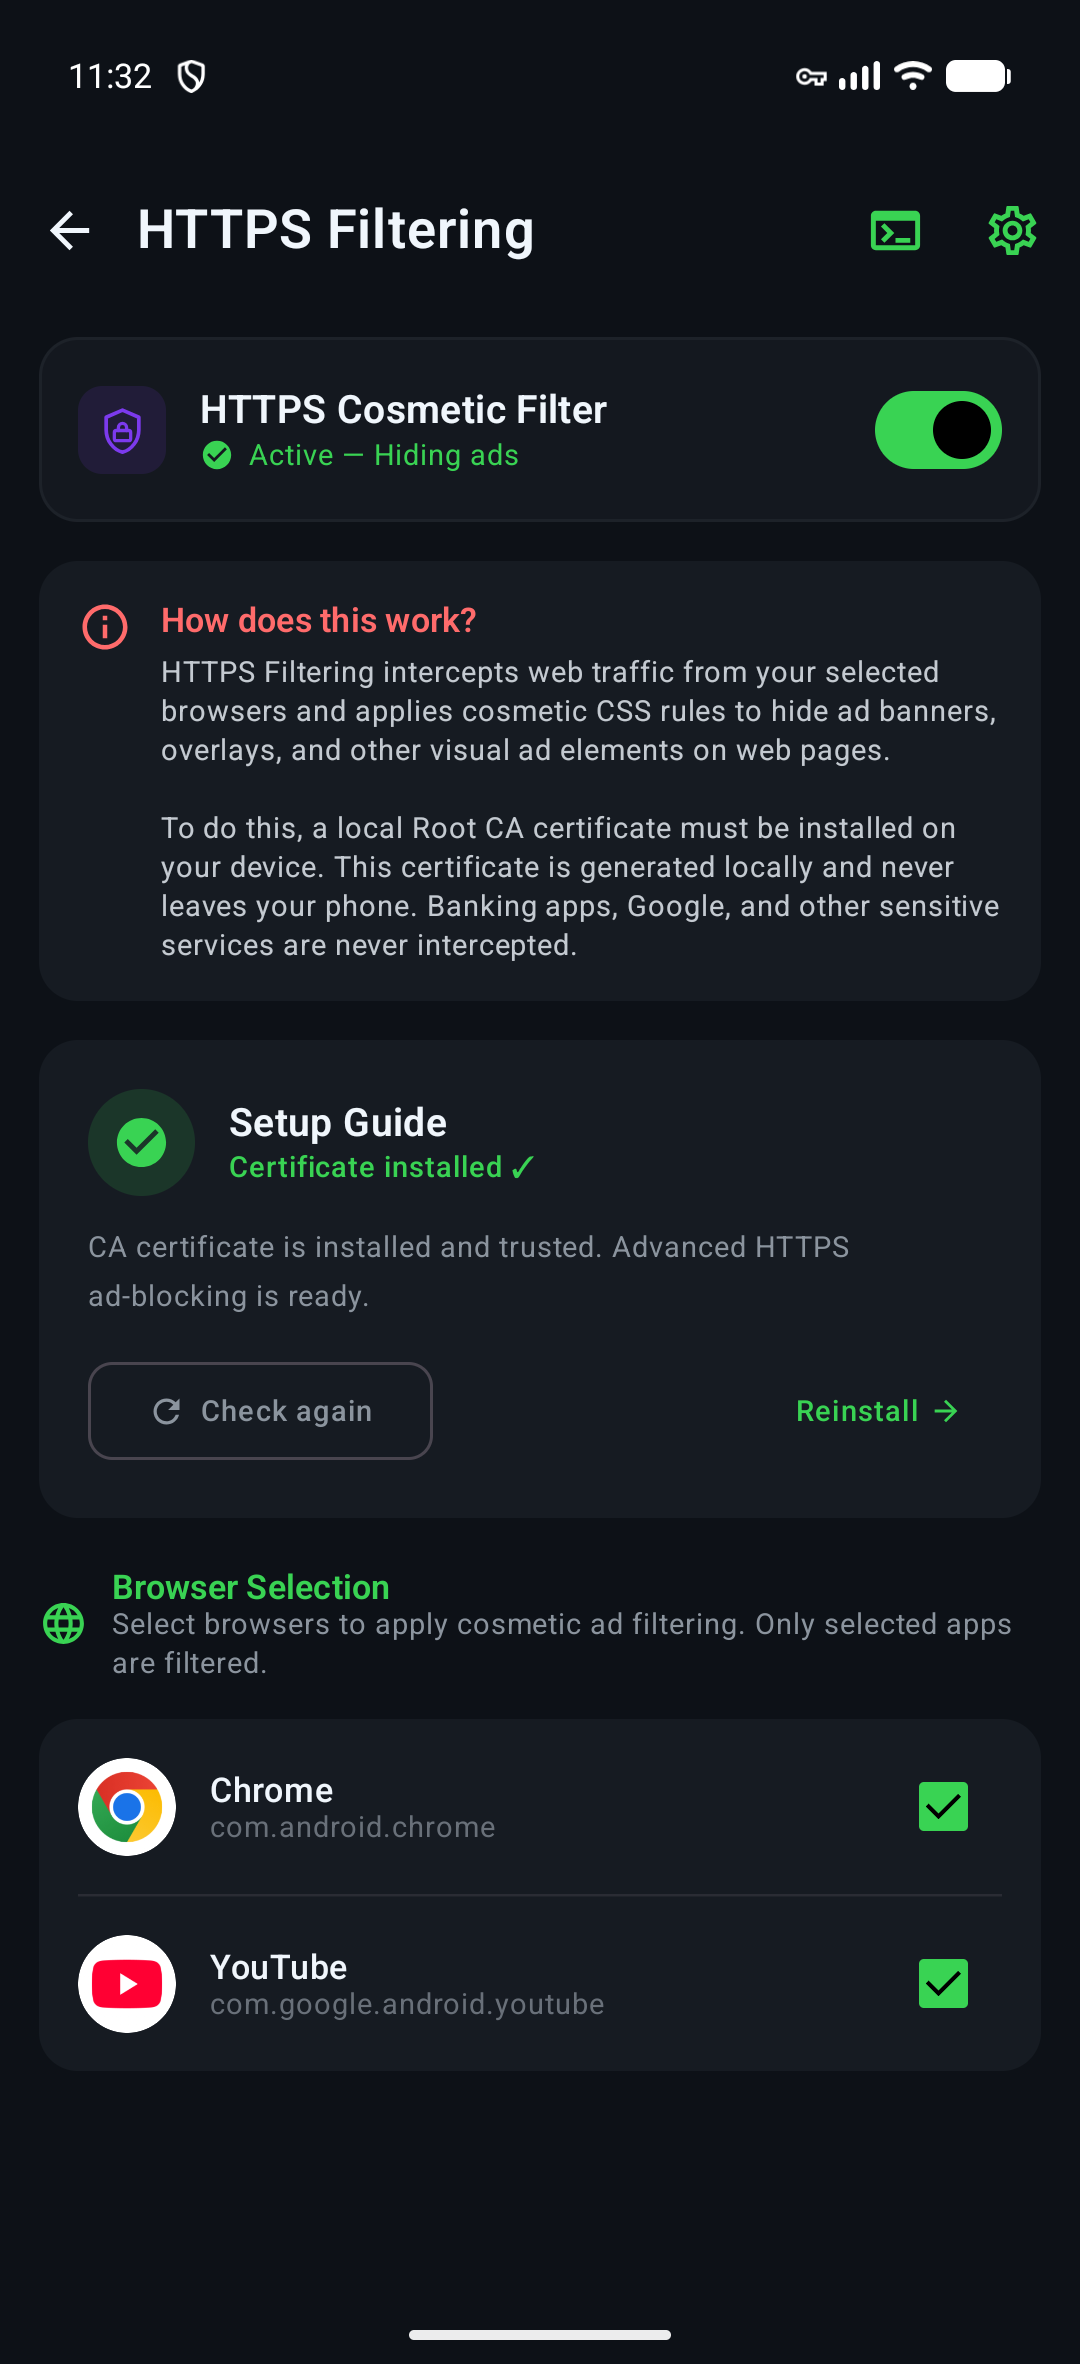 11:32
HTTPS Filtering
HTTPS Cosmetic Filter
Active — Hiding ads
How does this work?
HTTPS Filtering intercepts web traffic from your selected
browsers and applies cosmetic CSS rules to hide ad banners,
overlays, and other visual ad elements on web pages.
To do this, a local Root CA certificate must be installed on
your device. This certificate is generated locally and never
leaves your phone. Banking apps, Google, and other sensitive
services are never intercepted.
Setup Guide
Certificate installed ✓
CA certificate is installed and trusted. Advanced HTTPS
ad-blocking is ready.
Check again
Reinstall →
Browser Selection
Select browsers to apply cosmetic ad filtering. Only selected apps
are filtered.
Chrome
com.android.chrome
YouTube
com.google.android.youtube